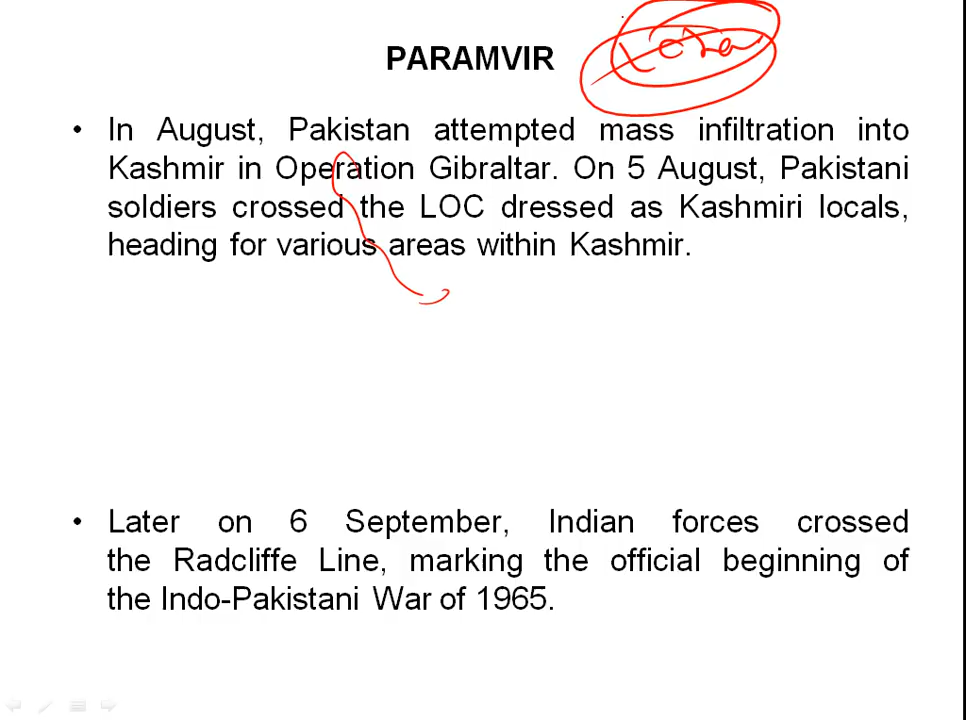 PARAMVIR
• In August, Pakistan attempted mass infiltration into
Kashmir in Operation Gibraltar. On 5 August, Pakistani
soldiers crossed the LOC dressed as Kashmiri locals,
heading for various areas within Kashmir.
• Later on 6 September, Indian forces crossed
the Radcliffe Line, marking the official beginning of
the Indo-Pakistani War of 1965.